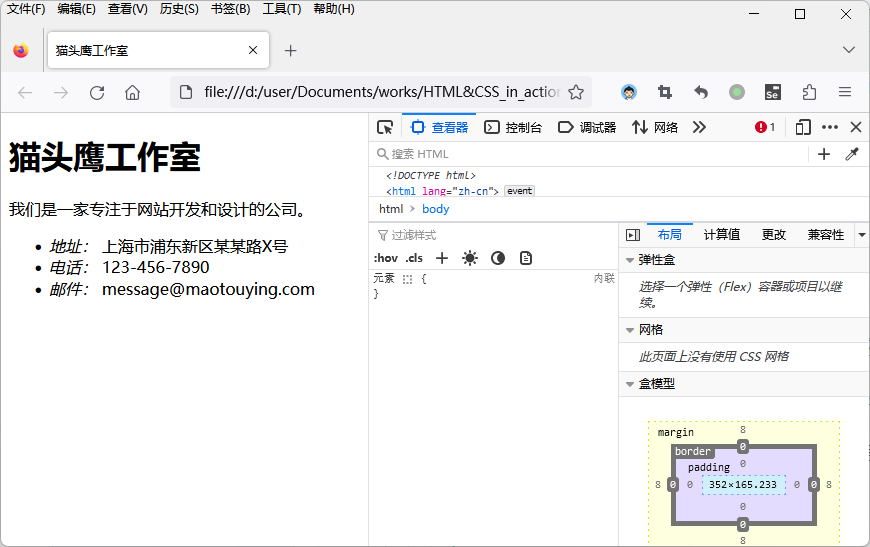 文件(F) 编辑(E) 查看(V) 历史(S) 书签(B) 工具(T) 帮助(H)
猫头鹰工作室
file:///d:/user/Documents/works/HTML&CSS_in_action
Se
查看器 控制台 调试器 网络 1
搜索 HTML
<!DOCTYPE html>
<html lang="zh-cn"> event
html body
猫头鹰工作室
我们是一家专注于网站开发和设计的公司。
地址： 上海市浦东新区某某路X号
电话： 123-456-7890
邮件： message@maotouying.com
过滤样式
:hov .cls
元素 { 内联
}
布局 计算值 更改 兼容性
弹性盒
选择一个弹性（Flex）容器或项目以继
续。
网格
此页面上没有使用 CSS 网格
盒模型
margin 8
border 0
padding 0
8 0 0 352×165.233 0 0 8
0
0
8